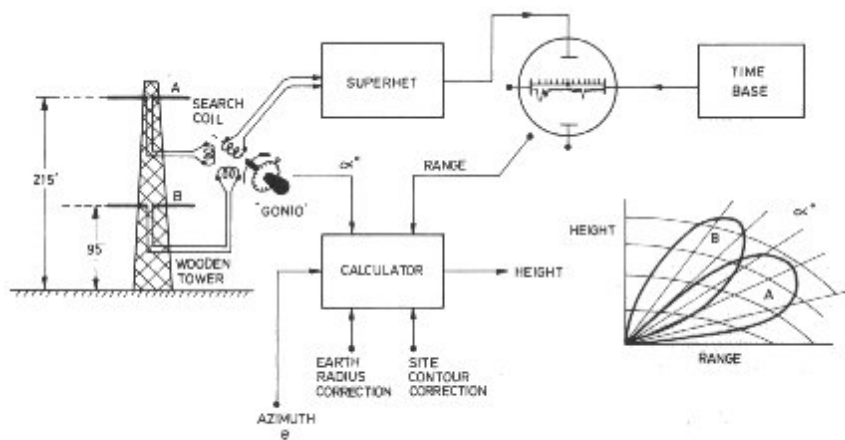 A
SEARCH
COIL
215'
B
95
WOODEN
TOWER
"GONIO"
SUPERHET
TIME
BASE
α°
RANGE
CALCULATOR
HEIGHT
EARTH
RADIUS
CORRECTION
SITE
CONTOUR
CORRECTION
AZIMUTH
θ
HEIGHT
B
α°
A
RANGE